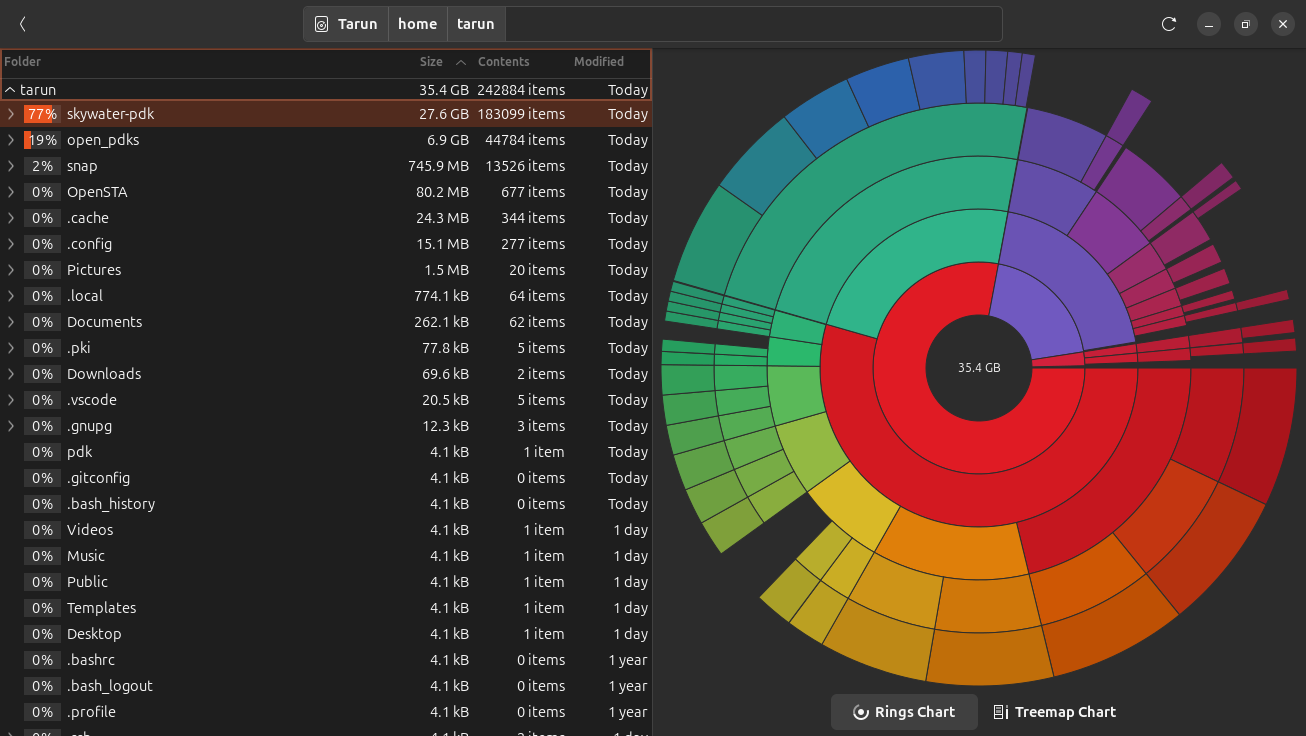 Tarun home tarun
Folder Size Contents Modified
tarun 35.4 GB 242884 items Today
77% skywater-pdk 27.6 GB 183099 items Today
19% open_pdks 6.9 GB 44784 items Today
2% snap 745.9 MB 13526 items Today
0% OpenSTA 80.2 MB 677 items Today
0% .cache 24.3 MB 344 items Today
0% .config 15.1 MB 277 items Today
0% Pictures 1.5 MB 20 items Today
0% .local 774.1 kB 64 items Today
0% Documents 262.1 kB 62 items Today
0% .pki 77.8 kB 5 items Today
0% Downloads 69.6 kB 2 items Today
0% .vscode 20.5 kB 5 items Today
0% .gnupg 12.3 kB 3 items Today
0% pdk 4.1 kB 1 item Today
0% .gitconfig 4.1 kB 0 items Today
0% .bash_history 4.1 kB 0 items Today
0% Videos 4.1 kB 1 item 1 day
0% Music 4.1 kB 1 item 1 day
0% Public 4.1 kB 1 item 1 day
0% Templates 4.1 kB 1 item 1 day
0% Desktop 4.1 kB 1 item 1 day
0% .bashrc 4.1 kB 0 items 1 year
0% .bash_logout 4.1 kB 0 items 1 year
0% .profile 4.1 kB 0 items 1 year
35.4 GB
Rings Chart Treemap Chart